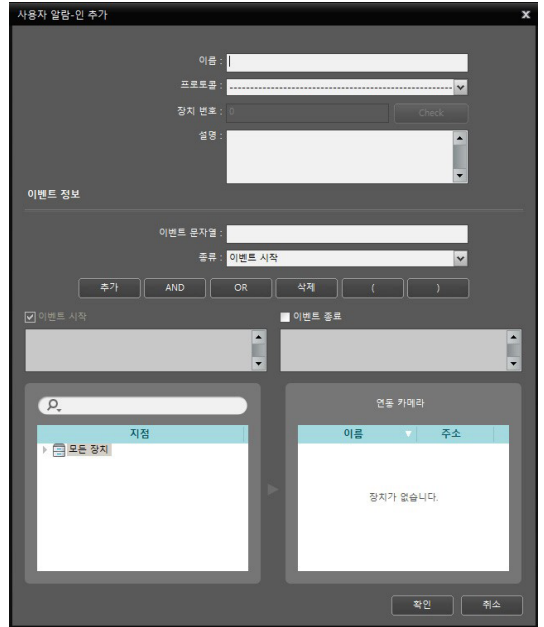 사용자 알람-인 추가
이름 :
프로토콜 : --------------------------------------------------------
장치 번호 : 0 Check
설명 :
이벤트 정보
이벤트 문자열 :
종류 : 이벤트 시작
추가 AND OR 삭제 ( )
이벤트 시작 이벤트 종료
연동 카메라
지점 이름 주소
모든 장치
장치가 없습니다.
확인 취소